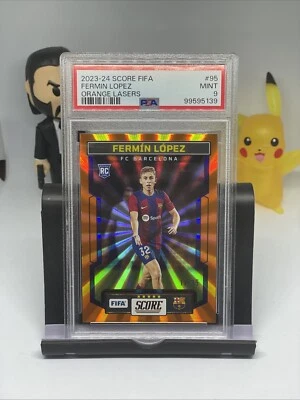 2023-24 SCORE FIFA #95
FERMIN LOPEZ MINT
ORANGE LASERS 9
PSA 99595139
FERMÍN LÓPEZ
FC BARCELONA
RC
32
FIFA
SCORE